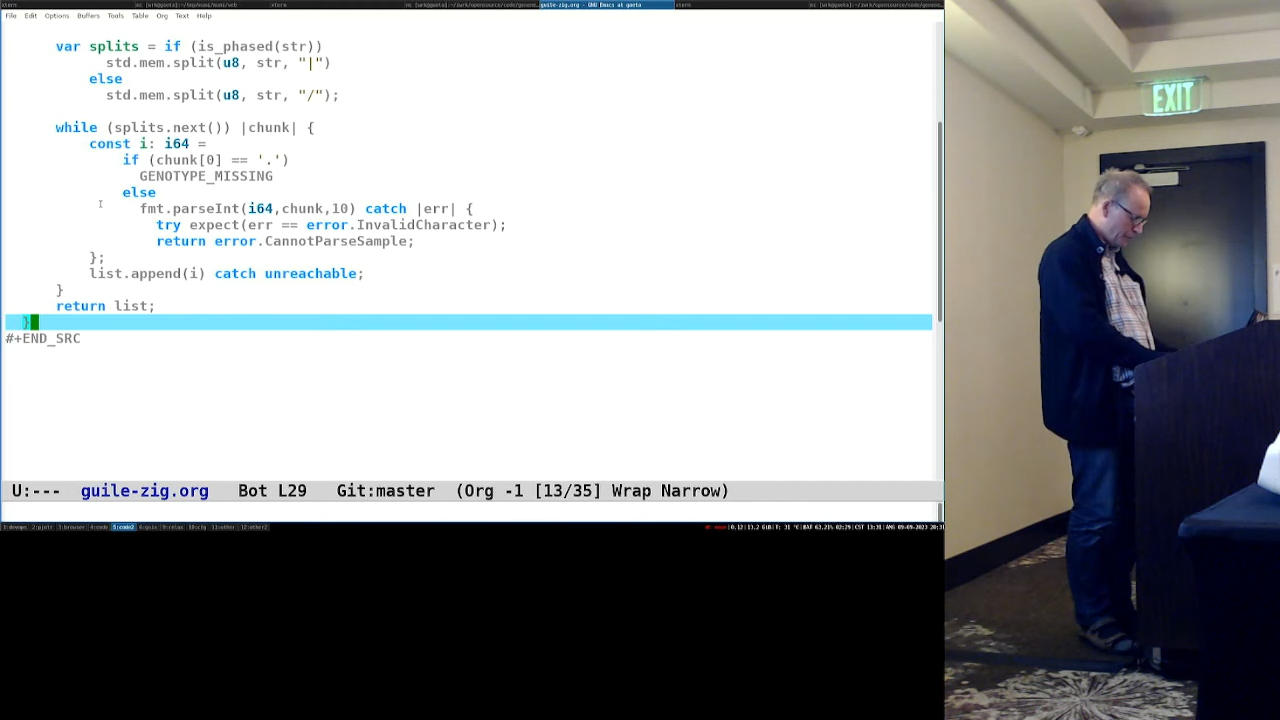 File Edit Options Buffers Tools Table Org Text Help
var splits = if (is_phased(str))
std.mem.split(u8, str, "|")
else
std.mem.split(u8, str, "/");
while (splits.next()) |chunk| {
const i: i64 =
if (chunk[0] == '.')
GENOTYPE_MISSING
else
fmt.parseInt(i64,chunk,10) catch |err| {
try expect(err == error.InvalidCharacter);
return error.CannotParseSample;
};
list.append(i) catch unreachable;
}
return list;
}
#+END_SRC
U:--- guile-zig.org Bot L29 Git:master (Org -1 [13/35] Wrap Narrow)
EXIT